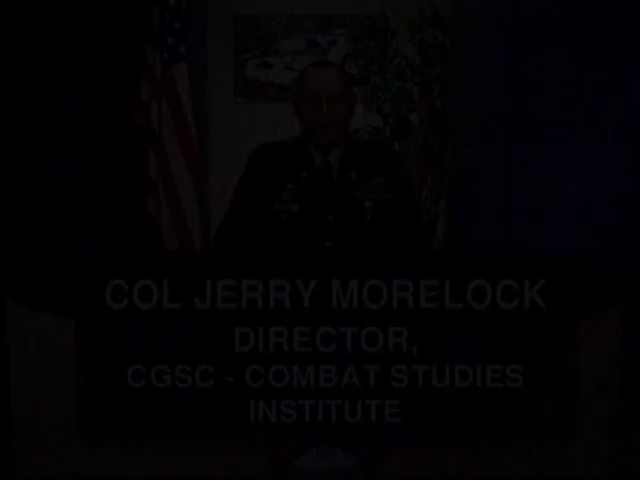 COL JERRY MORELOCK
DIRECTOR,
CGSC - COMBAT STUDIES
INSTITUTE